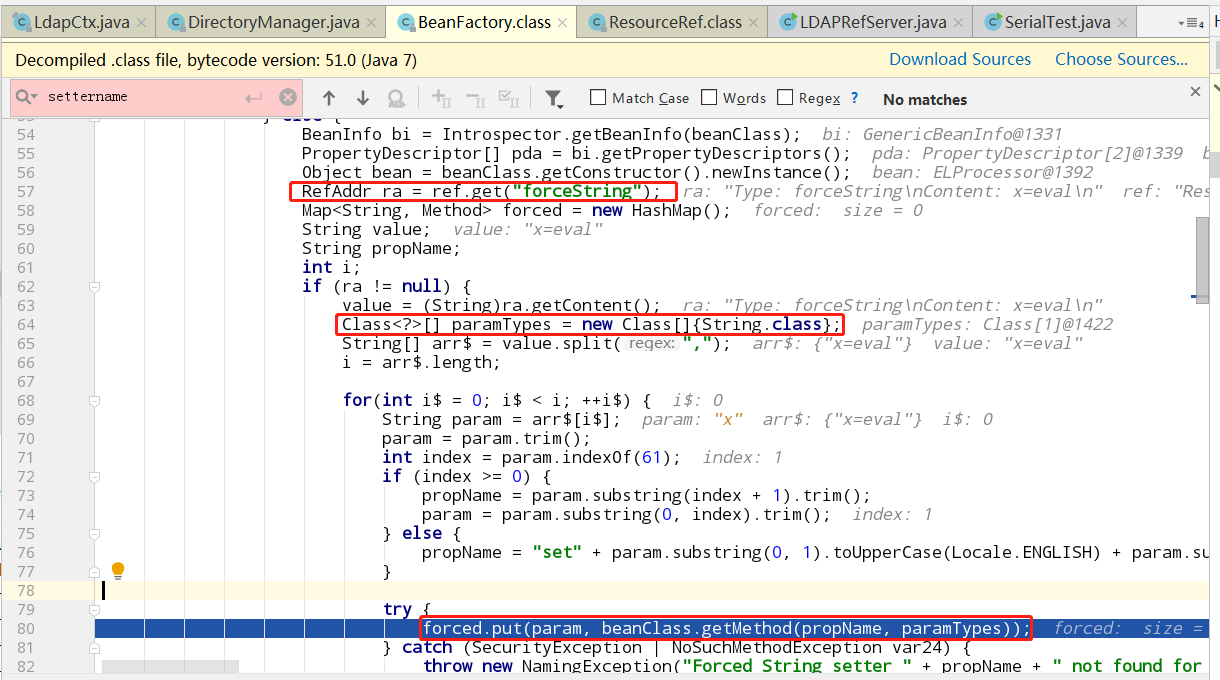 LdapCtx.java × DirectoryManager.java × BeanFactory.class × ResourceRef.class × LDAPRefServer.java × SerialTest.java ×
Decompiled .class file, bytecode version: 51.0 (Java 7) Download Sources Choose Sources...
settername Match Case Words Regex ? No matches
54 BeanInfo bi = Introspector.getBeanInfo(beanClass); bi: GenericBeanInfo@1331
55 PropertyDescriptor[] pda = bi.getPropertyDescriptors(); pda: PropertyDescriptor[2]@1339 b
56 Object bean = beanClass.getConstructor().newInstance(); bean: ELProcessor@1392
57 RefAddr ra = ref.get("forceString"); ra: "Type: forceString\nContent: x=eval\n" ref: "Res
58 Map<String, Method> forced = new HashMap(); forced: size = 0
59 String value; value: "x=eval"
60 String propName;
61 int i;
62 if (ra != null) {
63 value = (String)ra.getContent(); ra: "Type: forceString\nContent: x=eval\n"
64 Class<?>[] paramTypes = new Class[]{String.class}; paramTypes: Class[1]@1422
65 String[] arr$ = value.split( regex: ","); arr$: {"x=eval"} value: "x=eval"
66 i = arr$.length;
67
68 for(int i$ = 0; i$ < i; ++i$) { i$: 0
69 String param = arr$[i$]; param: "x" arr$: {"x=eval"} i$: 0
70 param = param.trim();
71 int index = param.indexOf(61); index: 1
72 if (index >= 0) {
73 propName = param.substring(index + 1).trim();
74 param = param.substring(0, index).trim(); index: 1
75 } else {
76 propName = "set" + param.substring(0, 1).toUpperCase(Locale.ENGLISH) + param.su
77 }
78
79 try {
80 forced.put(param, beanClass.getMethod(propName, paramTypes)); forced: size =
81 } catch (SecurityException | NoSuchMethodException var24) {
82 throw new NamingException("Forced String setter " + propName + " not found for